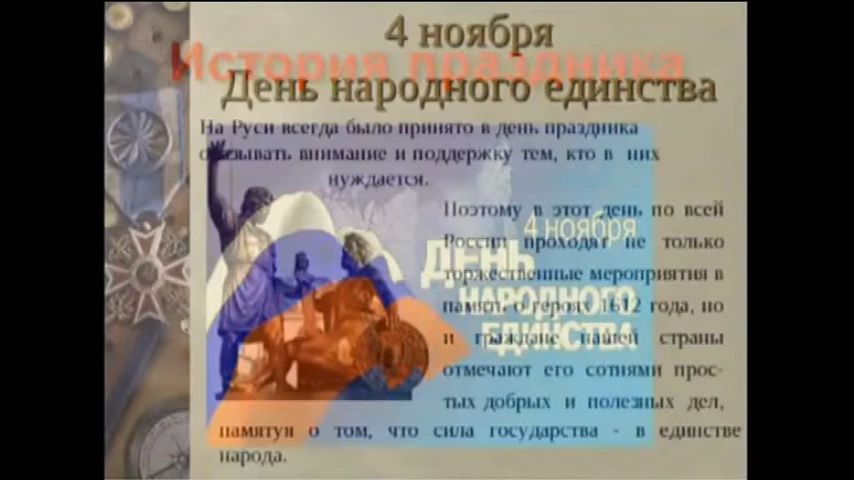 4 ноября
История праздника
День народного единства
На Руси всегда было принято в день праздника
оказывать внимание и поддержку тем, кто в них
нуждается.
Поэтому в этот день по всей
России проходят не только
торжественные мероприятия в
память о героях 1612 года, но
и граждане нашей страны
отмечают его сотнями прос-
тых добрых и полезных дел,
памятуя о том, что сила государства - в единстве
народа.
4 ноября
ДЕНЬ
НАРОДНОГО
ЕДИНСТВА